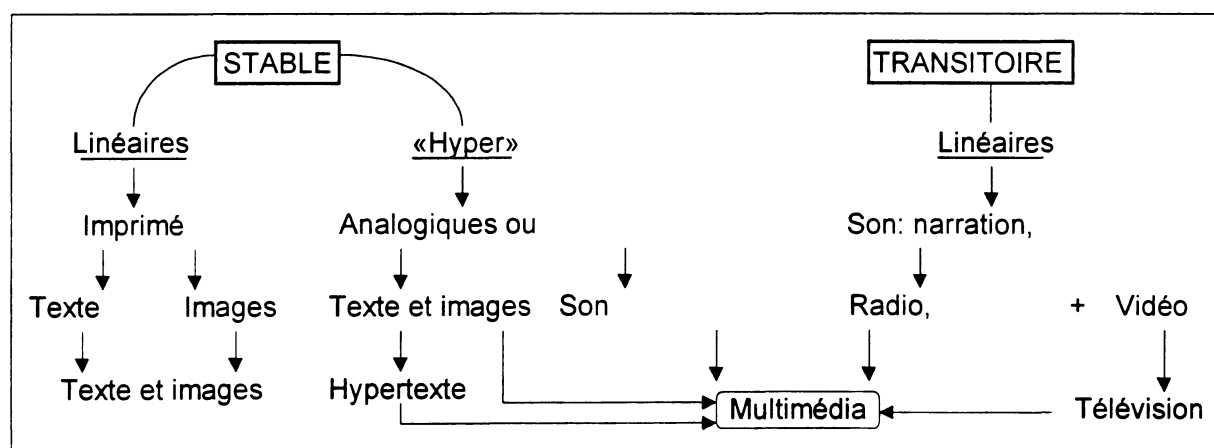 STABLE TRANSITOIRE
Linéaires «Hyper» Linéaires
Imprimé Analogiques ou Son: narration,
Texte Images Texte et images Son Radio, + Vidéo
Texte et images Hypertexte Multimédia Télévision